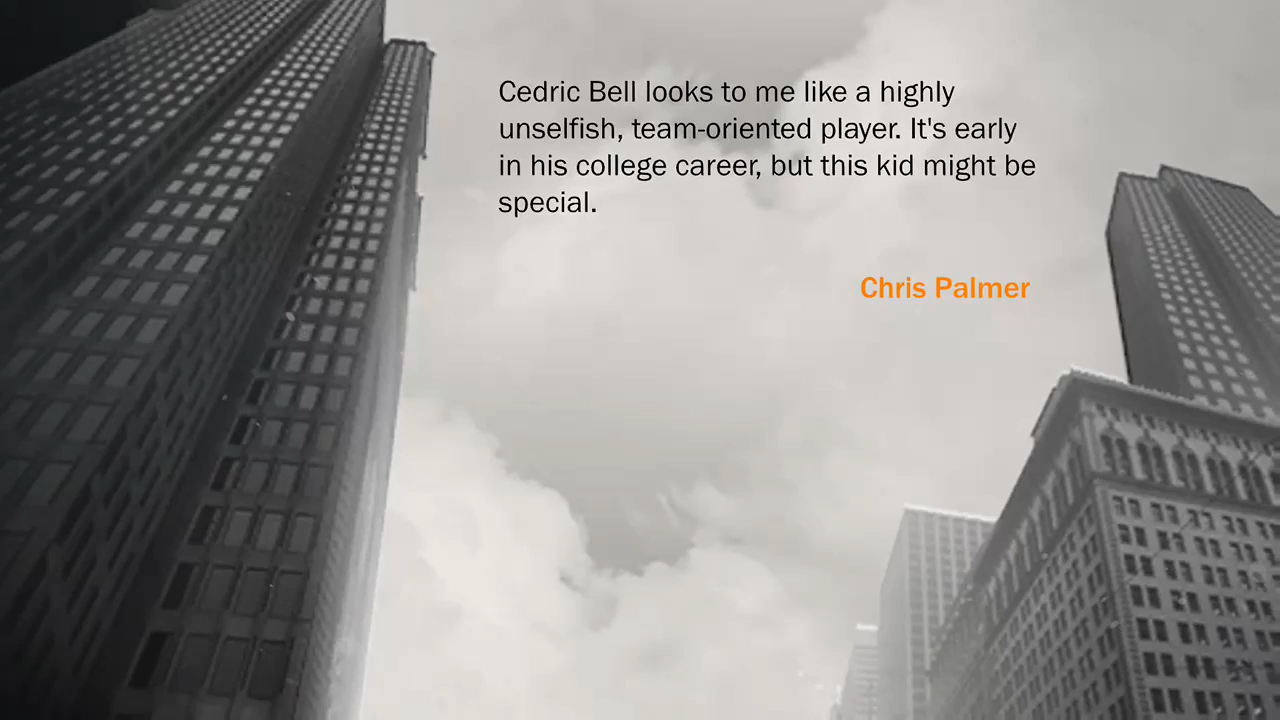 Cedric Bell looks to me like a highly
unselfish, team-oriented player. It's early
in his college career, but this kid might be
special.
Chris Palmer